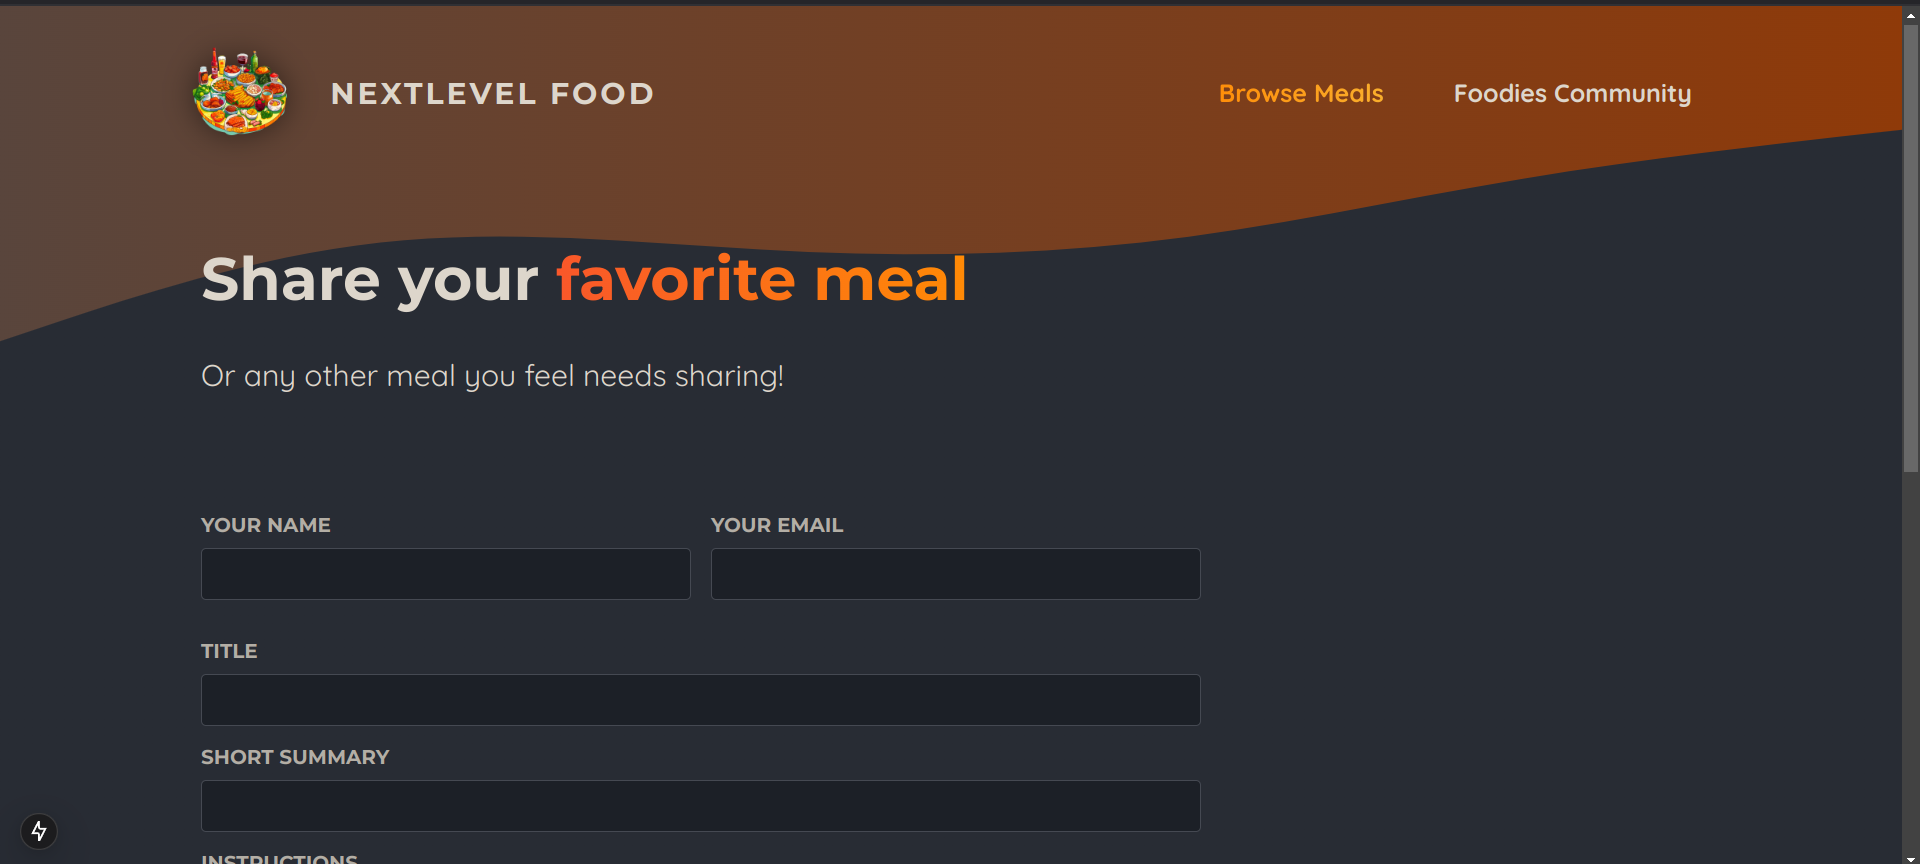 NEXTLEVEL FOOD
Browse Meals
Foodies Community
Share your favorite meal
Or any other meal you feel needs sharing!
YOUR NAME
YOUR EMAIL
TITLE
SHORT SUMMARY
INSTRUCTIONS